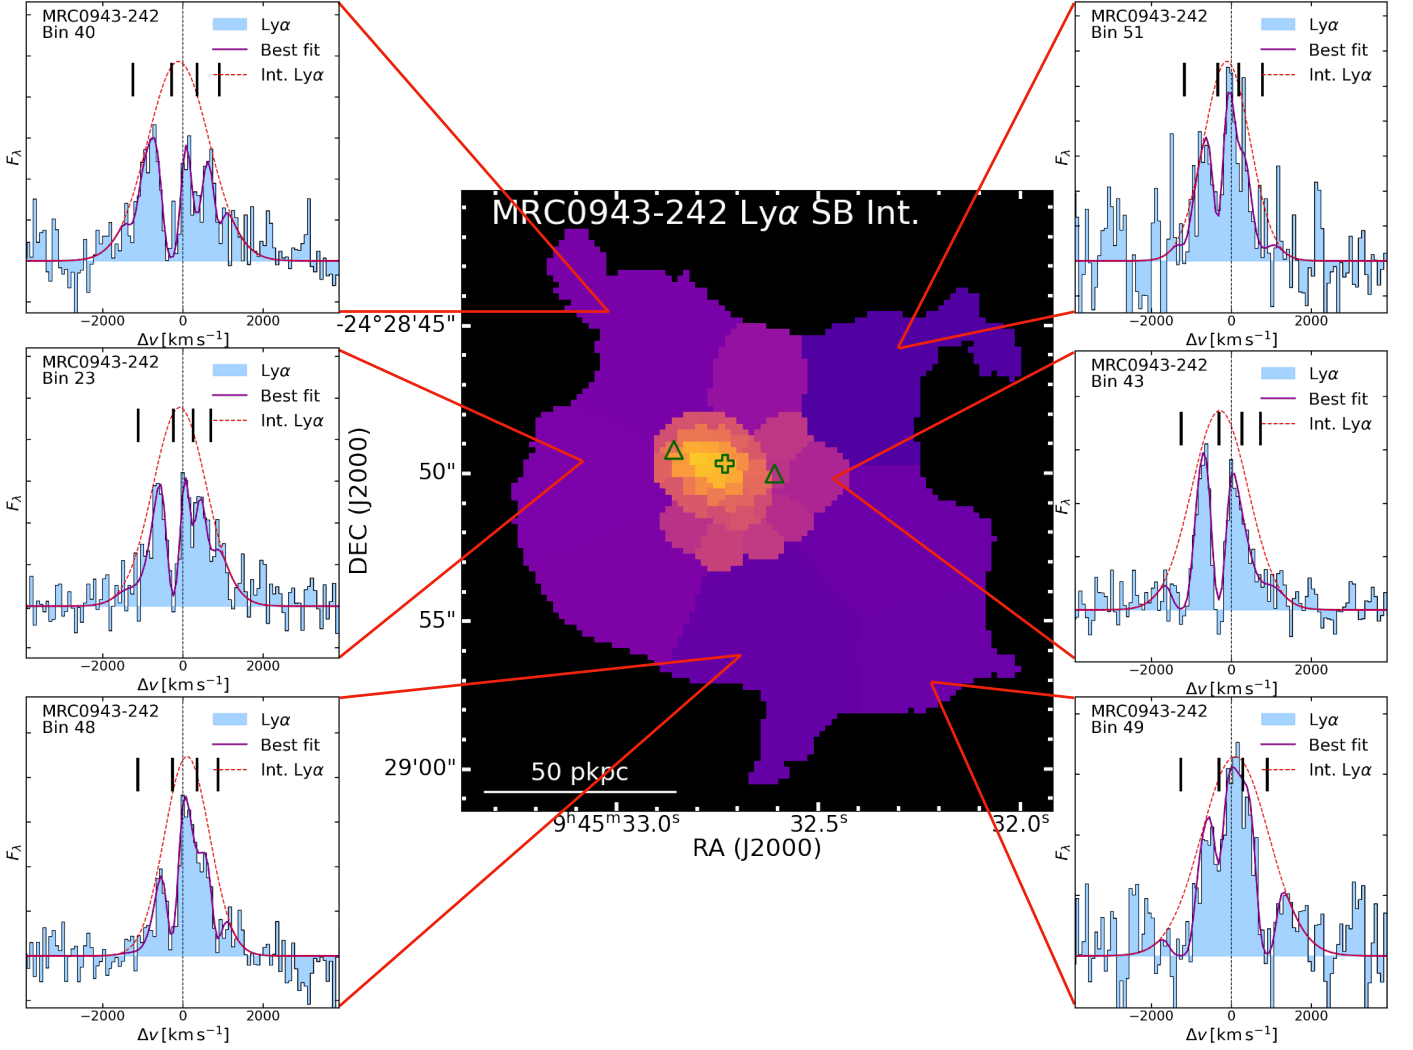 MRC0943-242
Bin 40
Lyα
Best fit
Int. Lyα
F_λ
−2000 0 2000
Δv [km s⁻¹]
MRC0943-242
Bin 51
Lyα
Best fit
Int. Lyα
F_λ
−2000 0 2000
Δv [km s⁻¹]
MRC0943-242
Bin 23
Lyα
Best fit
Int. Lyα
F_λ
−2000 0 2000
Δv [km s⁻¹]
MRC0943-242 Lyα SB Int.
-24°28'45"
50"
55"
29'00"
DEC (J2000)
50 pkpc
9ʰ45ᵐ33.0ˢ 32.5ˢ 32.0ˢ
RA (J2000)
MRC0943-242
Bin 43
Lyα
Best fit
Int. Lyα
F_λ
−2000 0 2000
Δv [km s⁻¹]
MRC0943-242
Bin 48
Lyα
Best fit
Int. Lyα
F_λ
−2000 0 2000
Δv [km s⁻¹]
MRC0943-242
Bin 49
Lyα
Best fit
Int. Lyα
F_λ
−2000 0 2000
Δv [km s⁻¹]